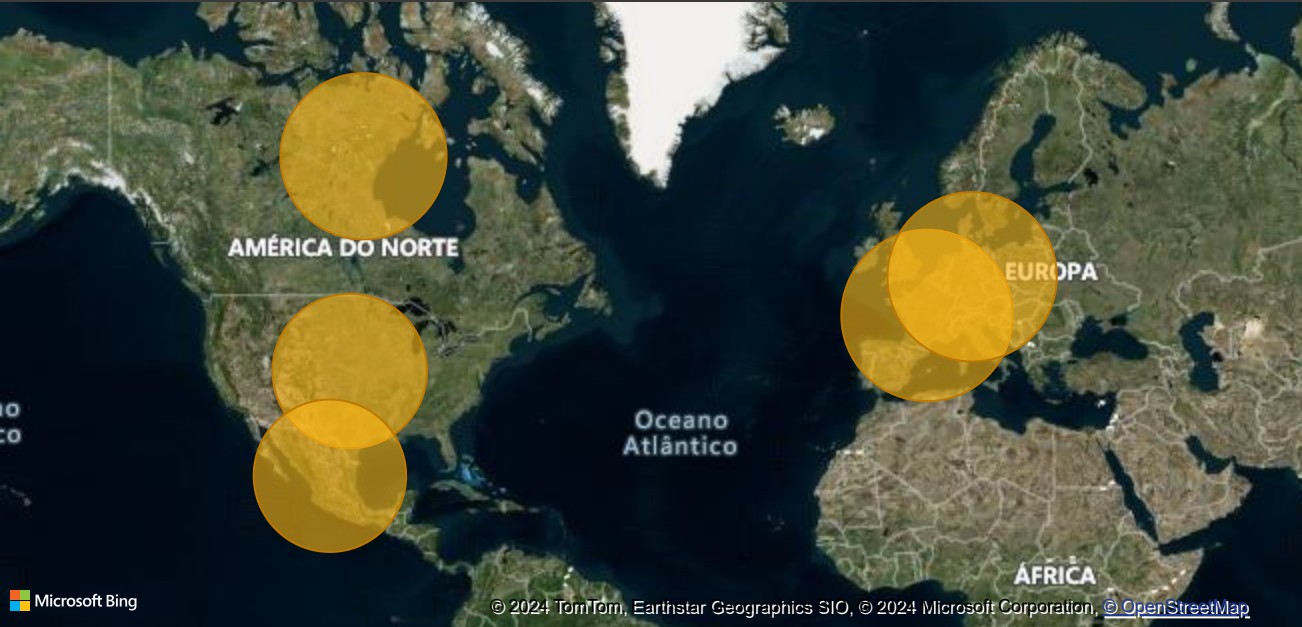 AMÉRICA DO NORTE
EUROPA
Oceano
Atlântico
ÁFRICA
Microsoft Bing
© 2024 TomTom, Earthstar Geographics SIO, © 2024 Microsoft Corporation, © OpenStreetMap